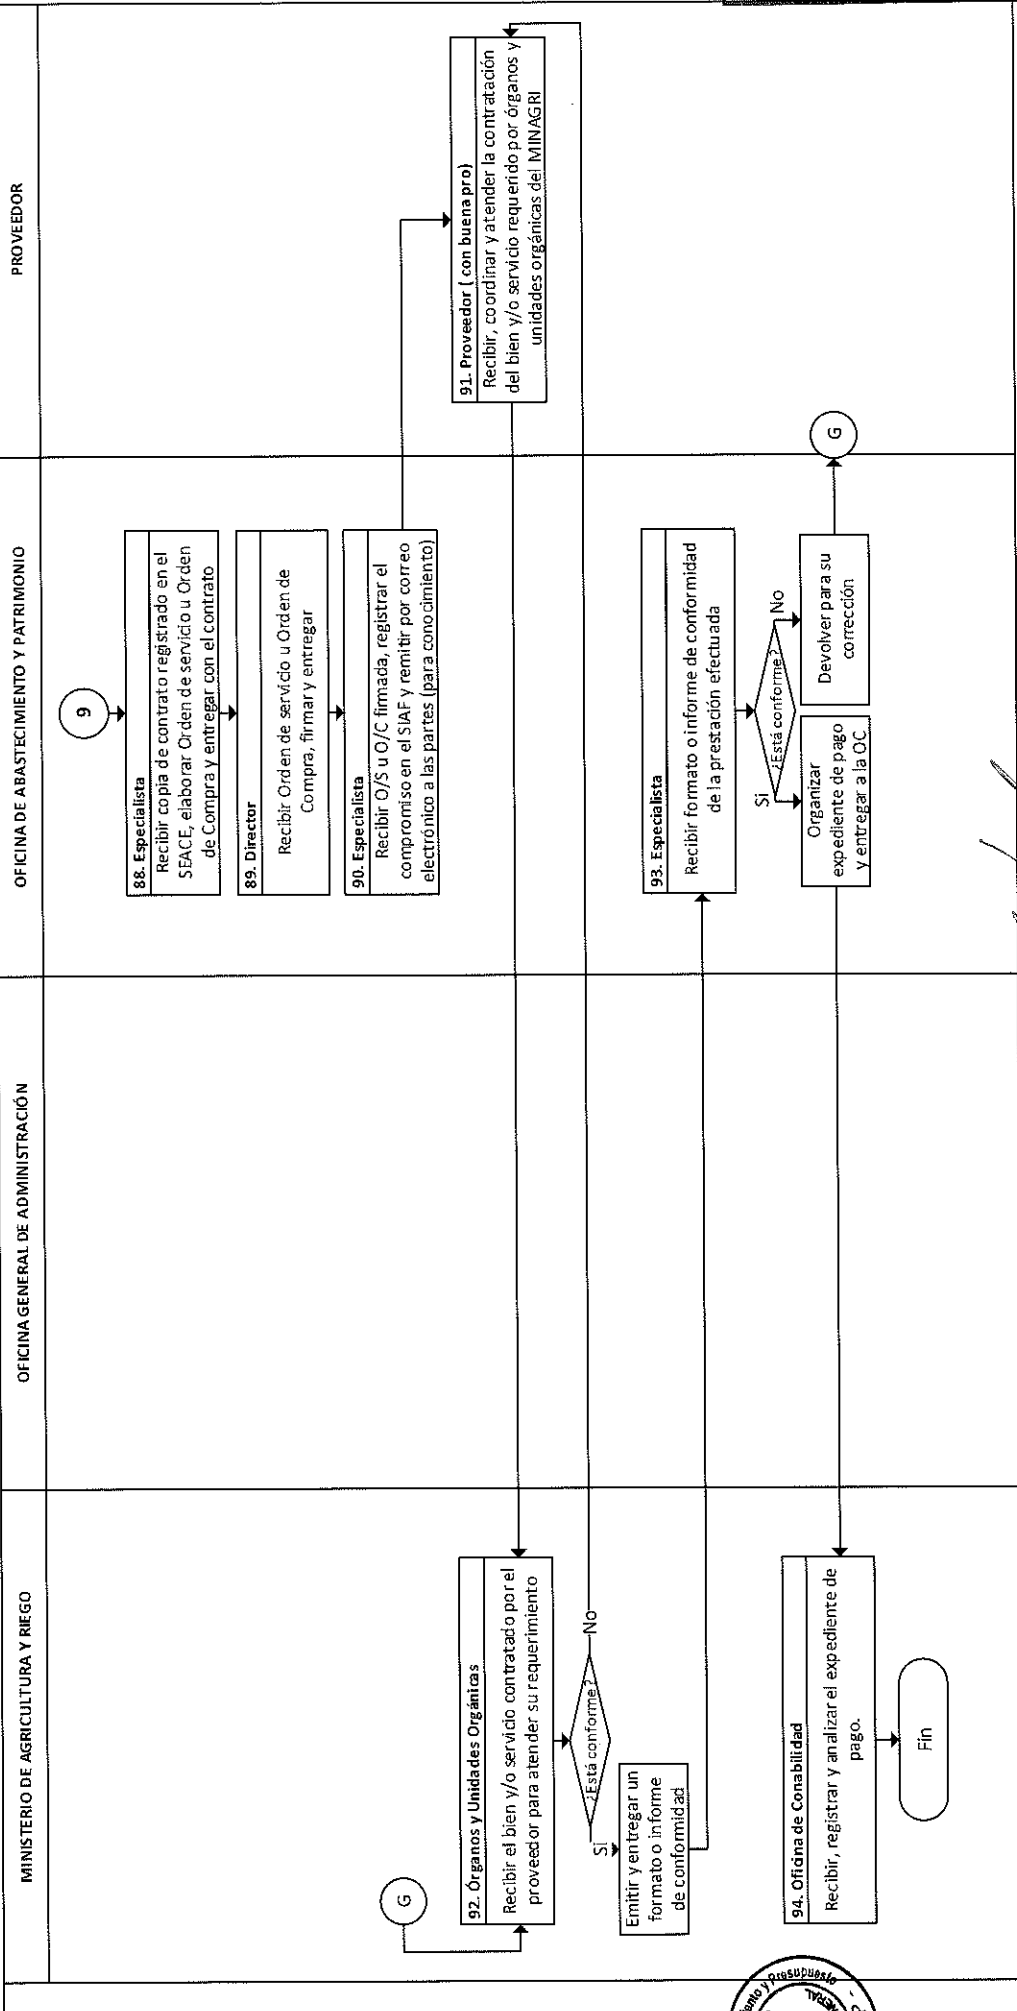 MINISTERIO DE AGRICULTURA Y RIEGO
OFICINA GENERAL DE ADMINISTRACIÓN
OFICINA DE ABASTECIMIENTO Y PATRIMONIO
PROVEEDOR
9
88. Especialista
Recibir copia de contrato registrado en el
SEACE, elaborar Orden de servicio u Orden
de Compra y entregar con el contrato
89. Director
Recibir Orden de servicio u Orden de
Compra, firmar y entregar
90. Especialista
Recibir O/S u O/C firmada, registrar el
compromiso en el SIAF y remitir por correo
electrónico a las partes (para conocimiento)
91. Proveedor ( con buena pro)
Recibir, coordinar y atender la contratación
del bien y/o servicio requerido por órganos y
unidades orgánicas del MINAGRI
G
92. Órganos y Unidades Orgánicas
Recibir el bien y/o servicio contratado por el
proveedor para atender su requerimiento
¿Está conforme?
No
Sí
Emitir y entregar un
formato o informe
de conformidad
93. Especialista
Recibir formato o informe de conformidad
de la prestación efectuada
¿Está conforme?
Si
No
Organizar
expediente de pago
y entregar a la OC
Devolver para su
corrección
G
94. Oficina de Conabilidad
Recibir, registrar y analizar el expediente de
pago.
Fin
y Presupuesto